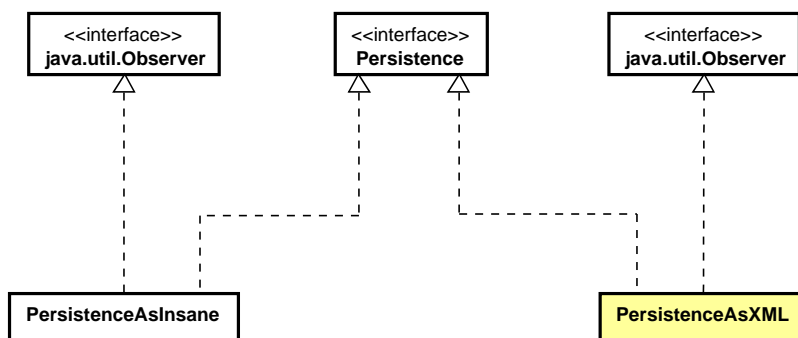 <<interface>>
java.util.Observer
<<interface>>
Persistence
<<interface>>
java.util.Observer
PersistenceAsInsane
PersistenceAsXML